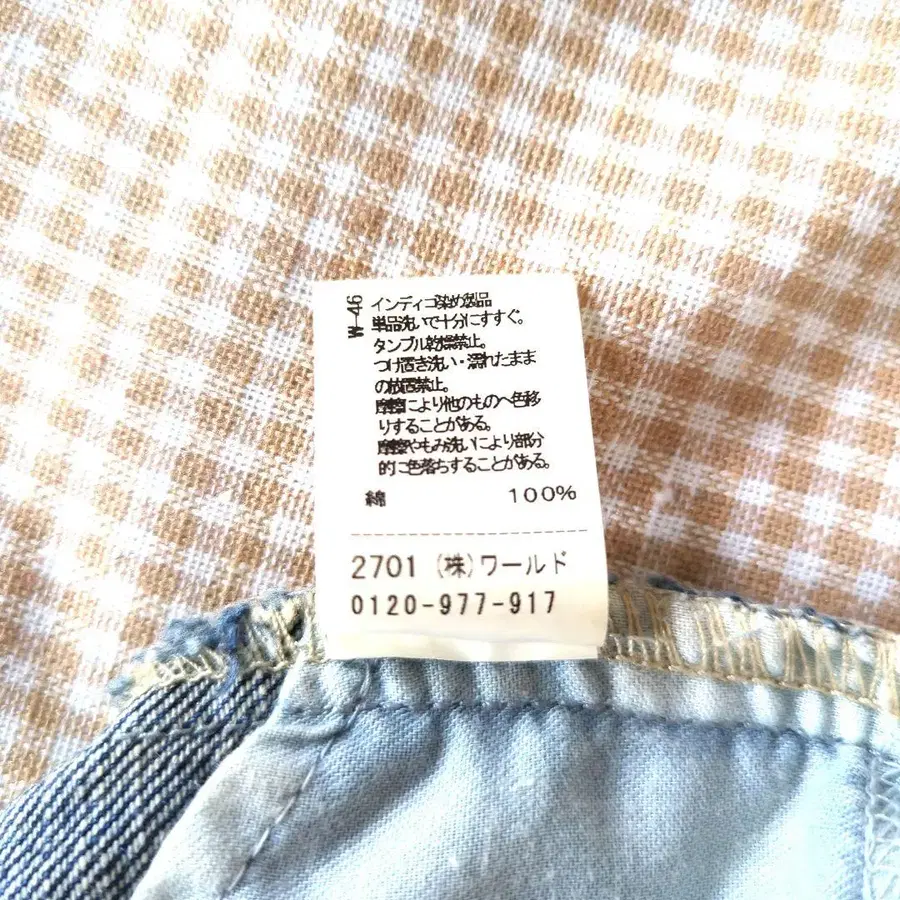 W-46
インディゴ染め製品
単品洗いで十分にすすぐ。
タンブル乾燥禁止。
つけ置き洗い・濡れたまま
の放置禁止。
摩擦により他のものへ色移
りすることがある。
摩擦やもみ洗いにより部分
的に色落ちすることがある。
綿 100%
2701 (株)ワールド
0120-977-917